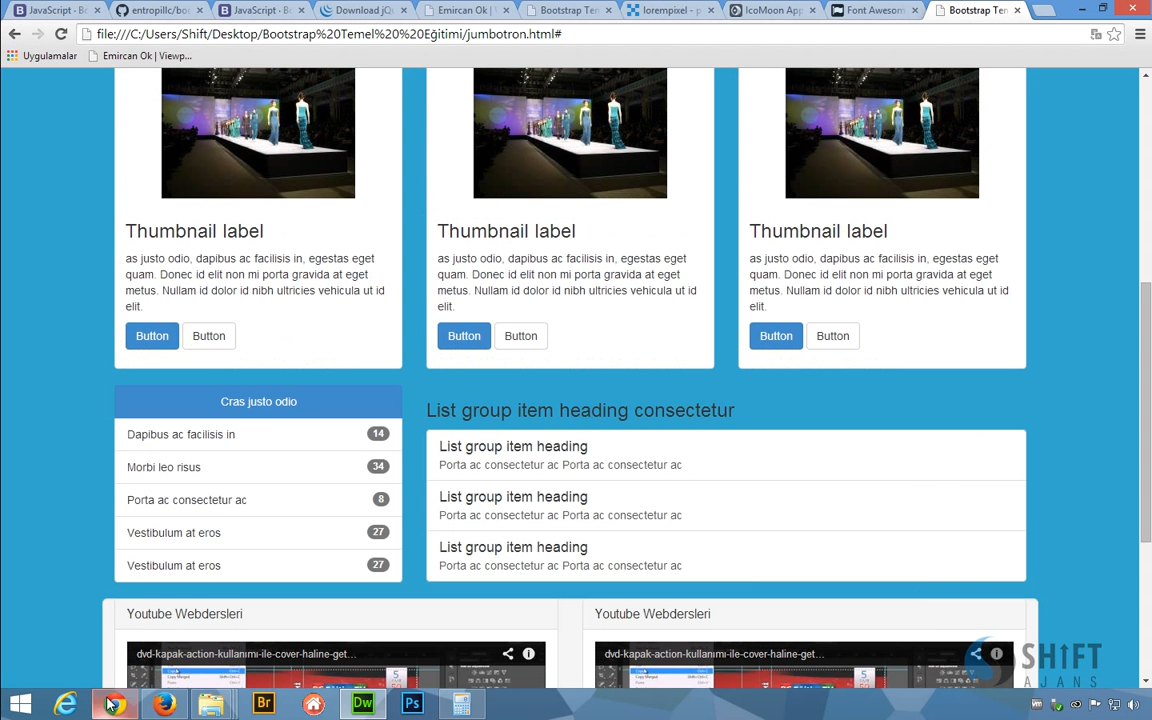 JavaScript · Bo
entropillc/boo
JavaScript · Bo
Download jQ
Emircan Ok | V
Bootstrap Tem
lorempixel - p
IcoMoon App
Font Awesom
Bootstrap Tem
file:///C:/Users/Shift/Desktop/Bootstrap%20Temel%20%20Eğitimi/jumbotron.html#
Uygulamalar
Emircan Ok | Viewp...
Thumbnail label
as justo odio, dapibus ac facilisis in, egestas eget
quam. Donec id elit non mi porta gravida at eget
metus. Nullam id dolor id nibh ultricies vehicula ut id
elit.
Button Button
Thumbnail label
as justo odio, dapibus ac facilisis in, egestas eget
quam. Donec id elit non mi porta gravida at eget
metus. Nullam id dolor id nibh ultricies vehicula ut id
elit.
Button Button
Thumbnail label
as justo odio, dapibus ac facilisis in, egestas eget
quam. Donec id elit non mi porta gravida at eget
metus. Nullam id dolor id nibh ultricies vehicula ut id
elit.
Button Button
Cras justo odio
Dapibus ac facilisis in 14
Morbi leo risus 34
Porta ac consectetur ac 8
Vestibulum at eros 27
Vestibulum at eros 27
List group item heading consectetur
List group item heading
Porta ac consectetur ac Porta ac consectetur ac
List group item heading
Porta ac consectetur ac Porta ac consectetur ac
List group item heading
Porta ac consectetur ac Porta ac consectetur ac
Youtube Webdersleri
dvd-kapak-action-kullanımı-ile-cover-haline-get...
Youtube Webdersleri
dvd-kapak-action-kullanımı-ile-cover-haline-get...
SHIFT
AJANS
Br
Dw
Ps